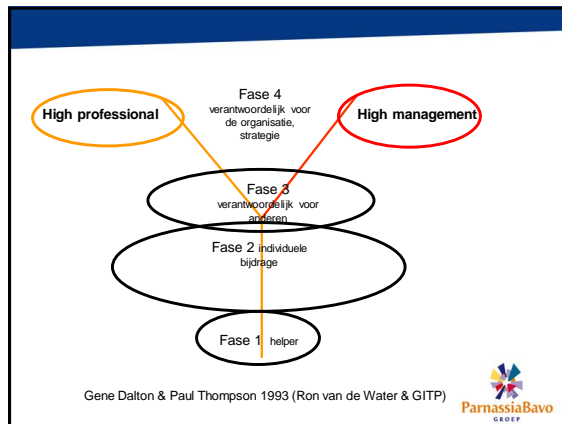 Fase 4
verantwoordelijk voor
de organisatie,
strategie
High professional
High management
Fase 3
verantwoordelijk voor
anderen
Fase 2 individuele
bijdrage
Fase 1 helper
Gene Dalton & Paul Thompson 1993 (Ron van de Water & GITP)
ParnassiaBavo
GROEP